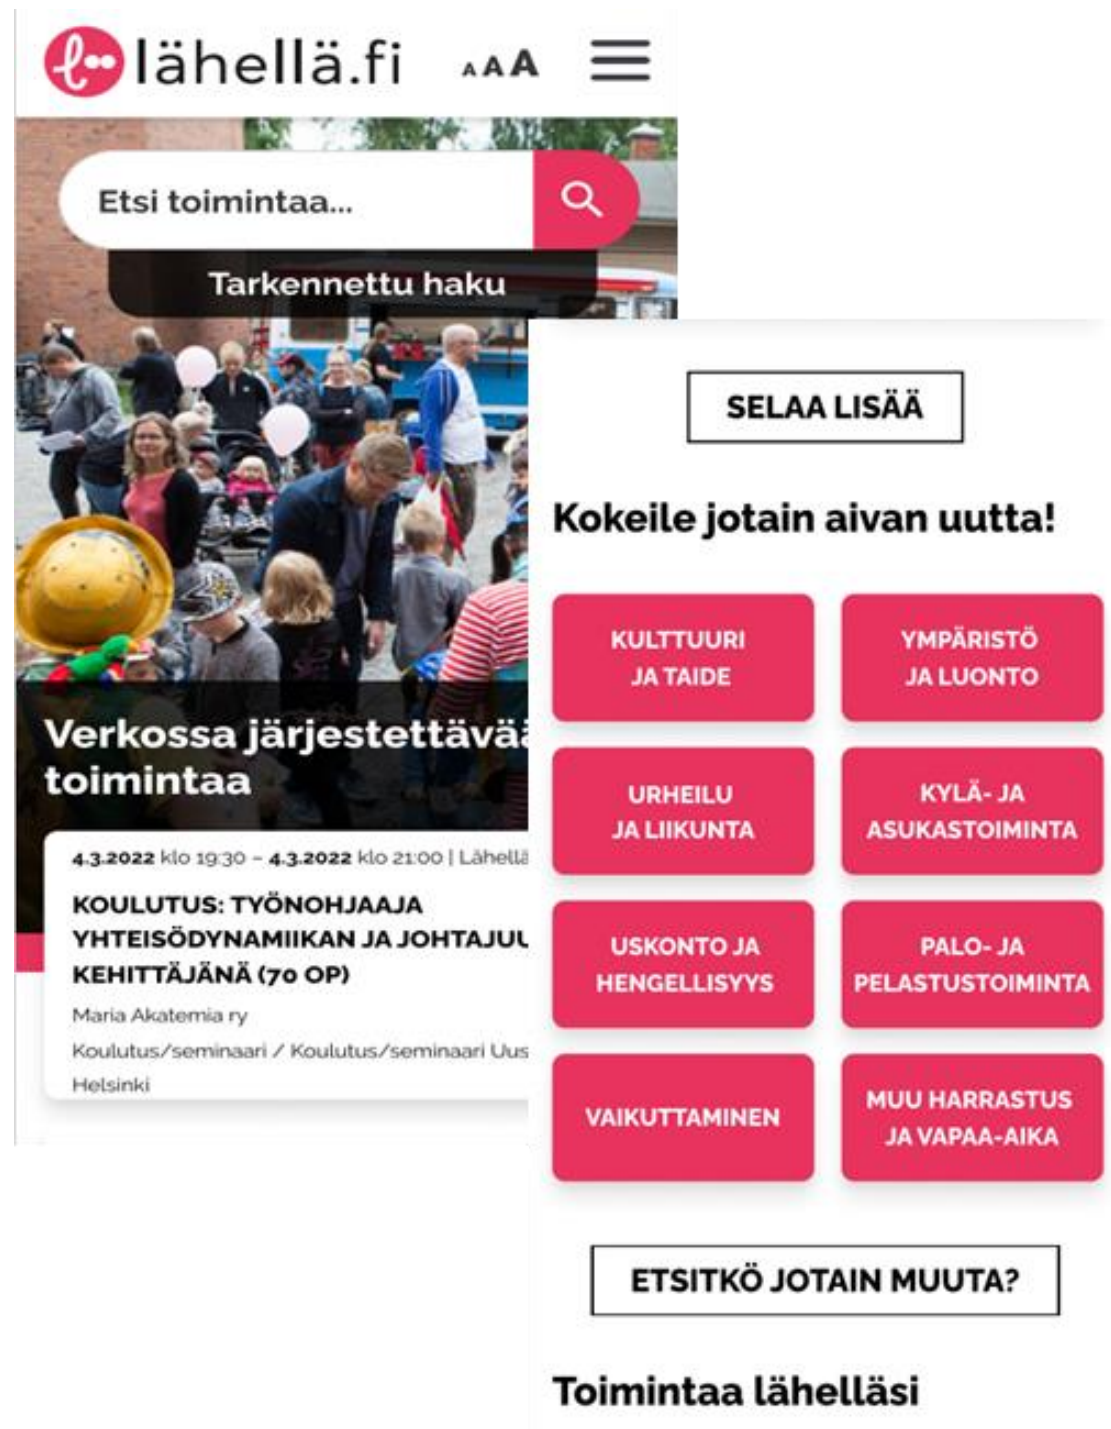 lähellä.fi AAA
Etsi toimintaa...
Tarkennettu haku
Verkossa järjestettävää
toimintaa
4.3.2022 klo 19:30 – 4.3.2022 klo 21:00 | Lähellä
KOULUTUS: TYÖNOHJAAJA
YHTEISÖDYNAMIIKAN JA JOHTAJUU
KEHITTÄJÄNÄ (70 OP)
Maria Akatemia ry
Koulutus/seminaari / Koulutus/seminaari Uus
Helsinki
SELAA LISÄÄ
Kokeile jotain aivan uutta!
KULTTUURI
JA TAIDE
YMPÄRISTÖ
JA LUONTO
URHEILU
JA LIIKUNTA
KYLÄ- JA
ASUKASTOIMINTA
USKONTO JA
HENGELLISYYS
PALO- JA
PELASTUSTOIMINTA
VAIKUTTAMINEN
MUU HARRASTUS
JA VAPAA-AIKA
ETSITKÖ JOTAIN MUUTA?
Toimintaa lähelläsi